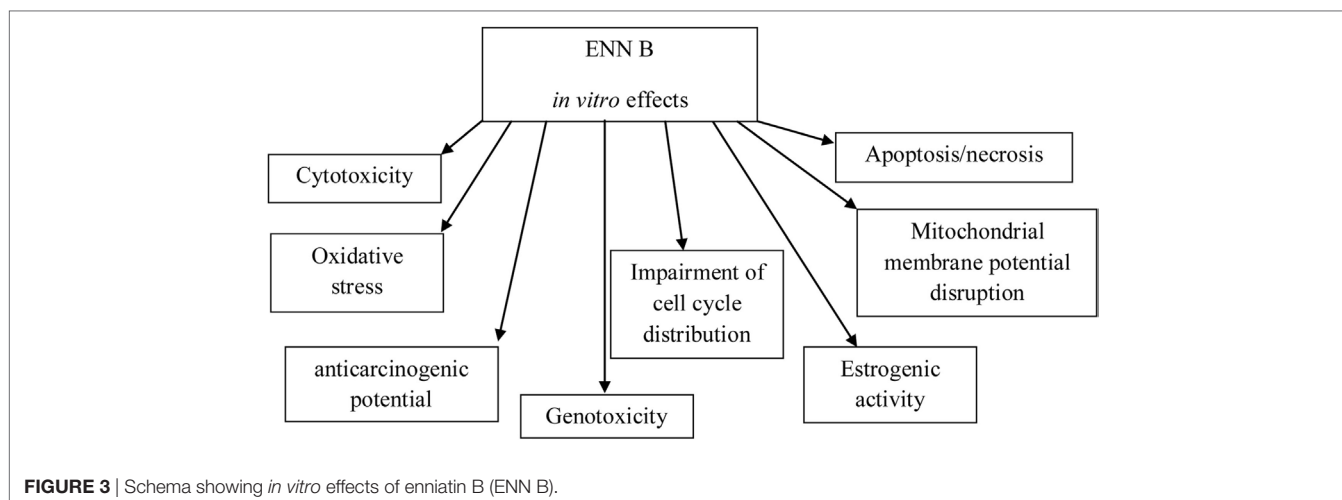 ENN B
in vitro effects
Cytotoxicity
Apoptosis/necrosis
Oxidative
stress
Impairment of
cell cycle
distribution
Mitochondrial
membrane potential
disruption
anticarcinogenic
potential
Genotoxicity
Estrogenic
activity
FIGURE 3 | Schema showing in vitro effects of enniatin B (ENN B).